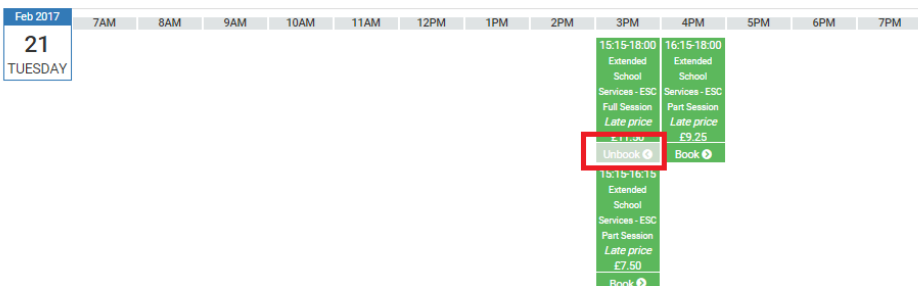 Feb 2017
21
TUESDAY
7AM 8AM 9AM 10AM 11AM 12PM 1PM 2PM 3PM 4PM 5PM 6PM 7PM
15:15-18:00
Extended
School
Services - ESC
Full Session
Late price
£11.50
Unbook
16:15-18:00
Extended
School
Services - ESC
Part Session
Late price
£9.25
Book
15:15-16:15
Extended
School
Services - ESC
Part Session
Late price
£7.50
Book